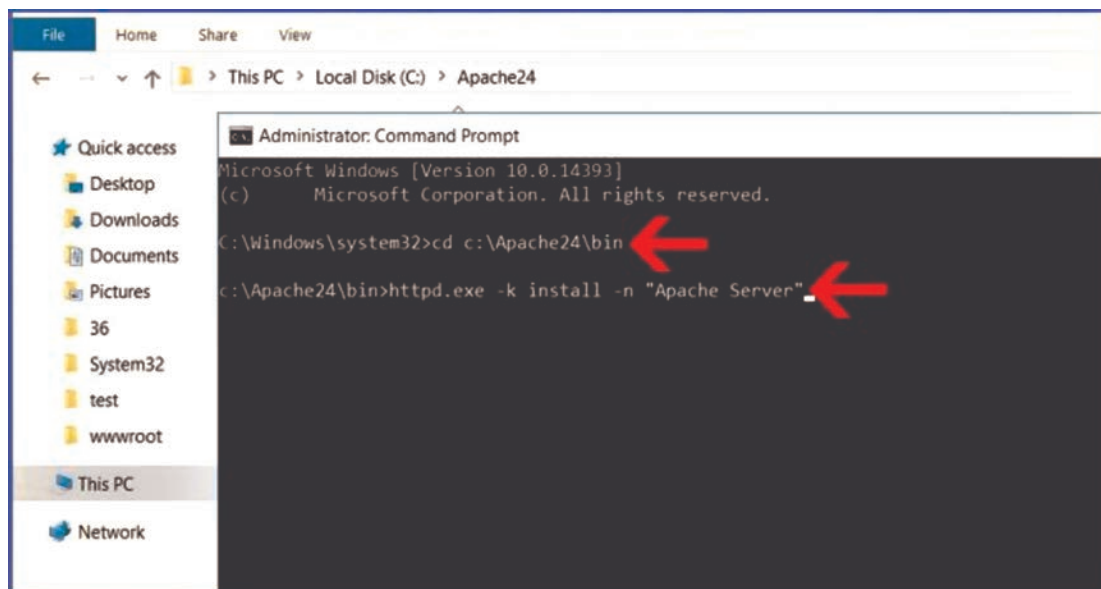 File Home Share View
This PC > Local Disk (C:) > Apache24
Quick access
Desktop
Downloads
Documents
Pictures
36
System32
test
wwwroot
This PC
Network
Administrator: Command Prompt
Microsoft Windows [Version 10.0.14393]
(c) Microsoft Corporation. All rights reserved.
C:\Windows\system32>cd c:\Apache24\bin
c:\Apache24\bin>httpd.exe -k install -n "Apache Server"